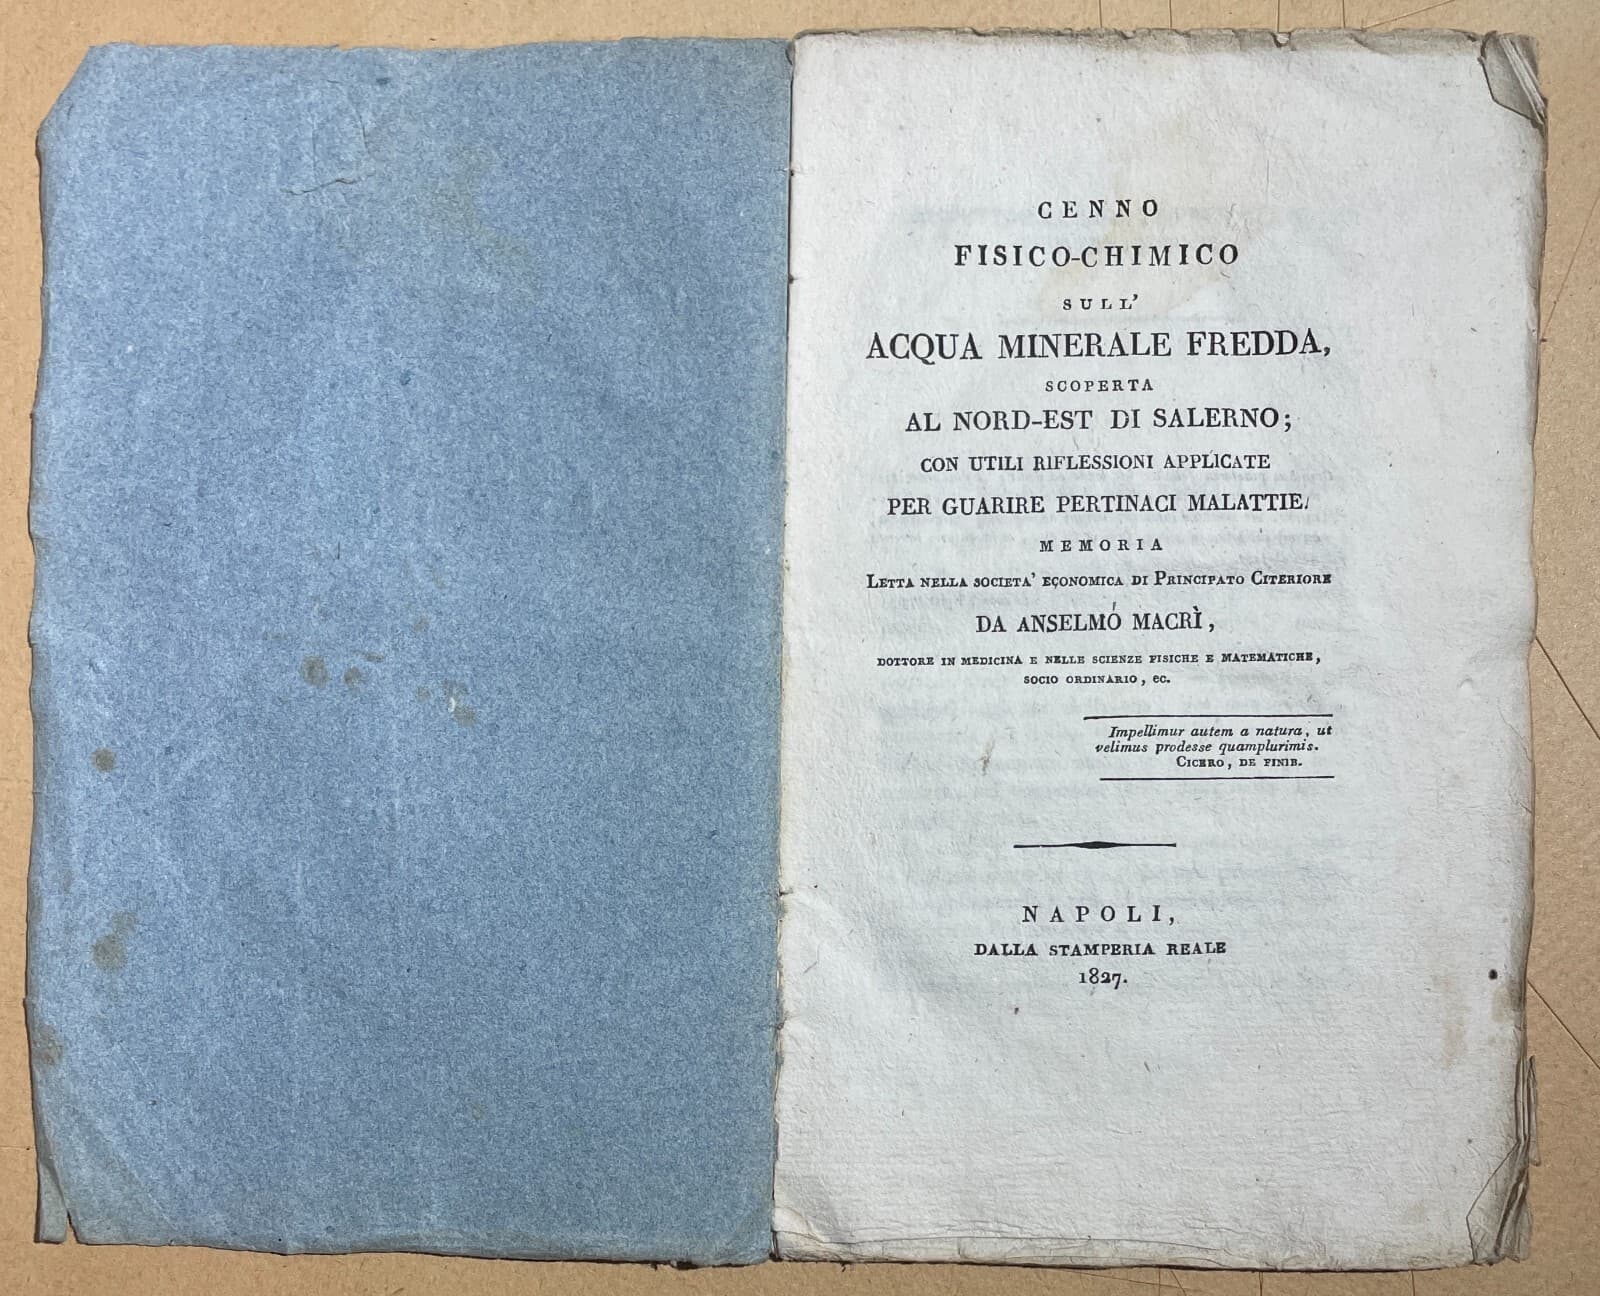 CENNO
FISICO-CHIMICO
SULL'
ACQUA MINERALE FREDDA,
SCOPERTA
AL NORD-EST DI SALERNO;
CON UTILI RIFLESSIONI APPLICATE
PER GUARIRE PERTINACI MALATTIE.
MEMORIA
LETTA NELLA SOCIETA' ECONOMICA DI PRINCIPATO CITERIORE
DA ANSELMO MACRÌ,
DOTTORE IN MEDICINA E NELLE SCIENZE FISICHE E MATEMATICHE,
SOCIO ORDINARIO, EC.
Impellimur autem a natura, ut
velimus prodesse quamplurimis.
CICERO, DE FINIB.
NAPOLI,
DALLA STAMPERIA REALE
1827.